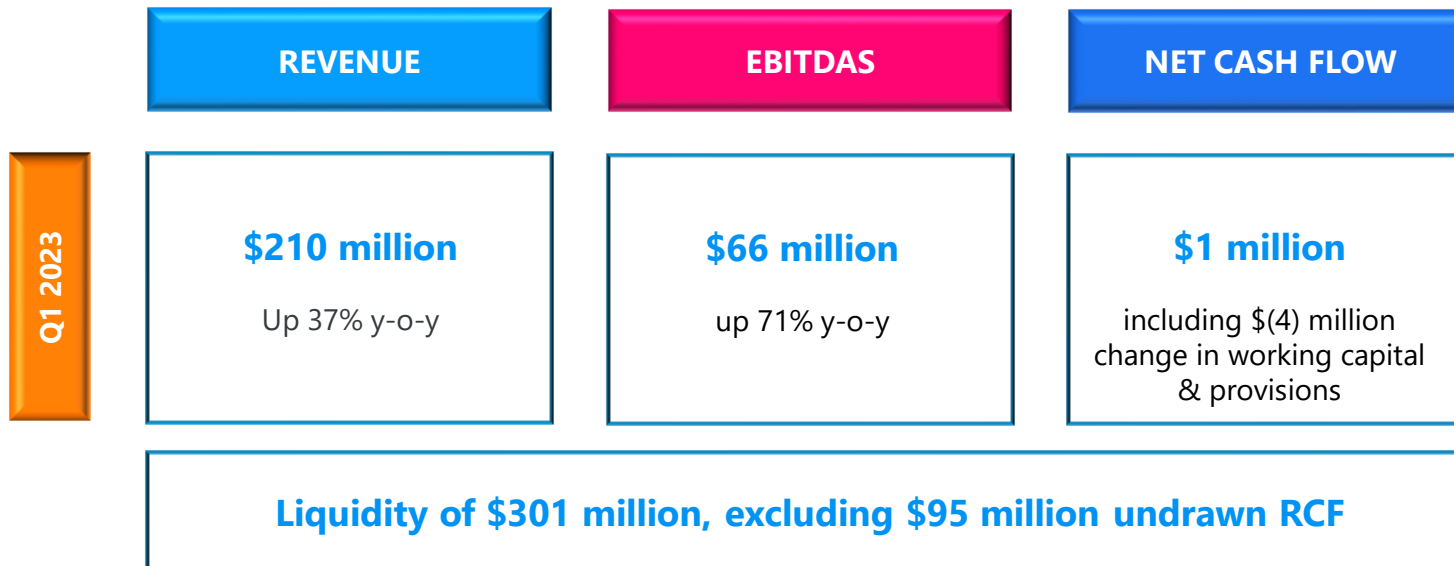 REVENUE
EBITDAS
NET CASH FLOW
Q1 2023
$210 million
Up 37% y-o-y
$66 million
up 71% y-o-y
$1 million
including $(4) million
change in working capital
& provisions
Liquidity of $301 million, excluding $95 million undrawn RCF